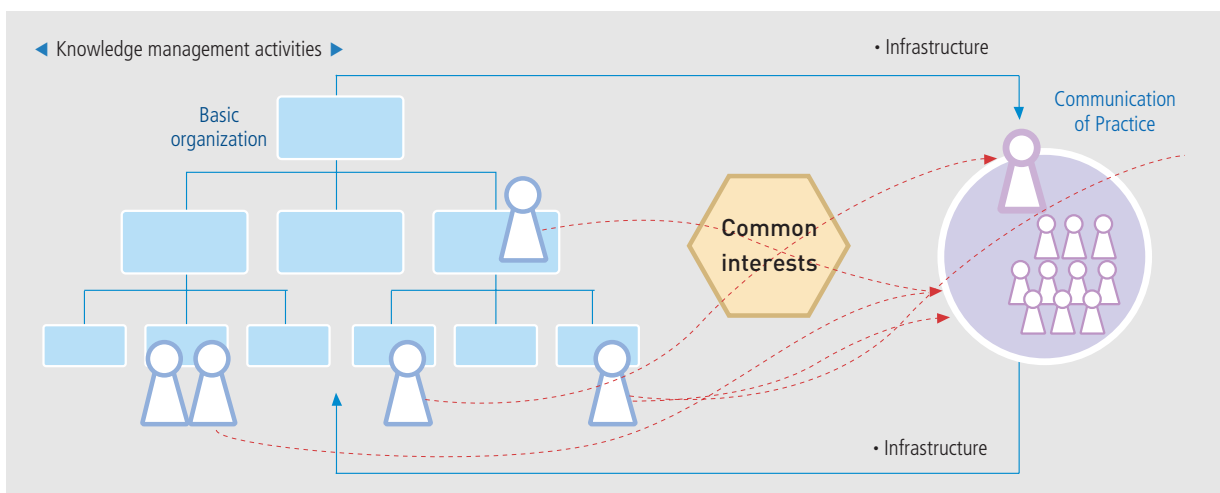 ◀ Knowledge management activities ▶
• Infrastructure
Basic
organization
Communication
of Practice
Common
interests
• Infrastructure